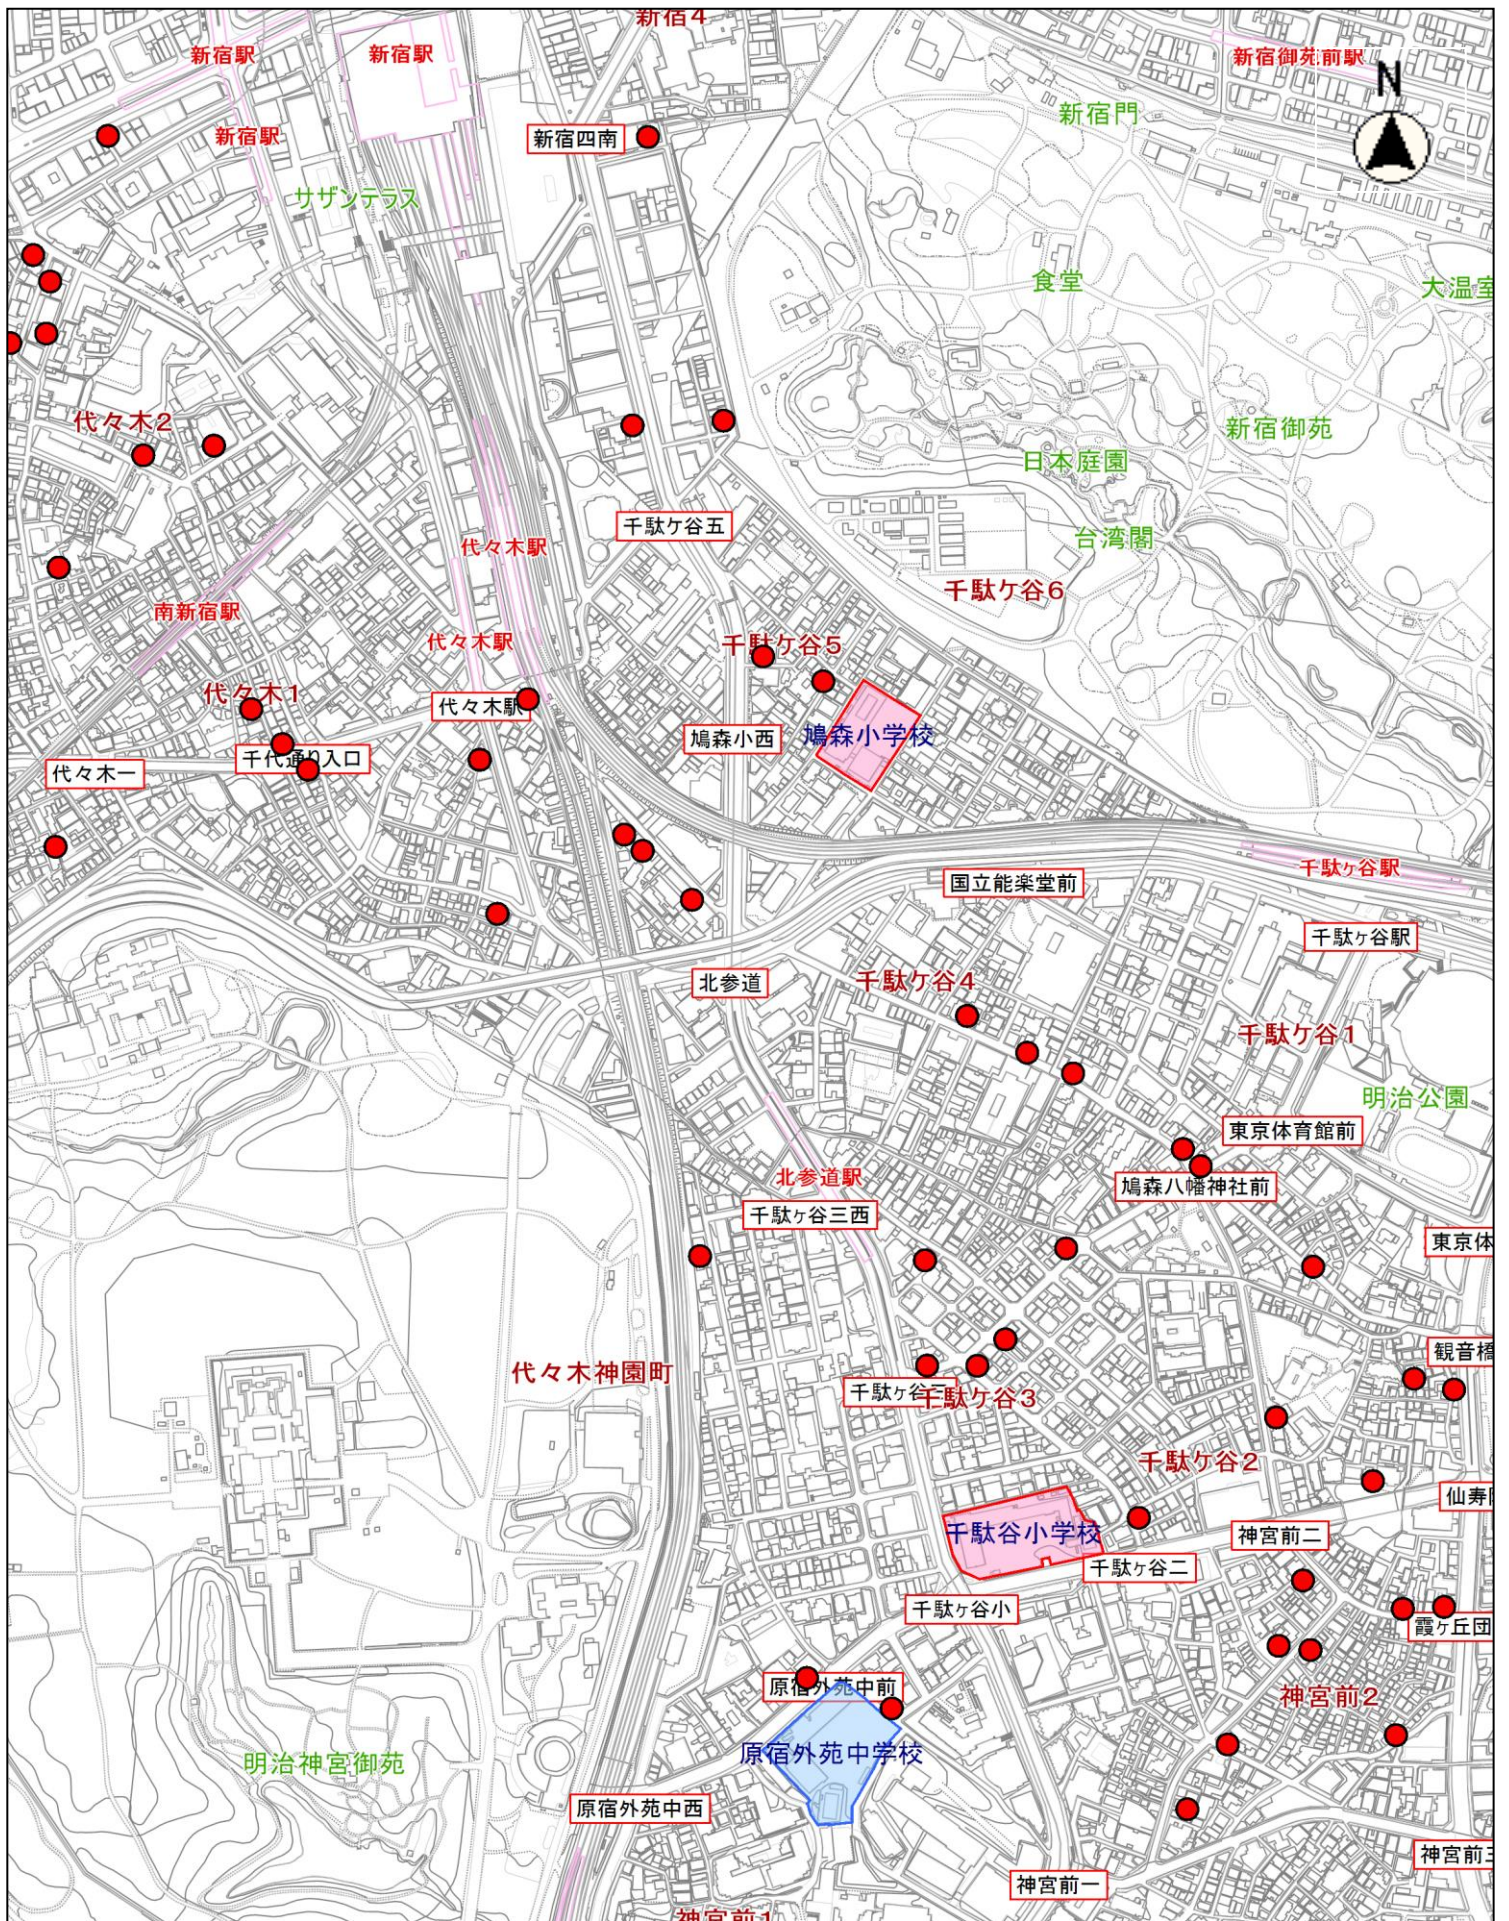 新宿4
新宿駅
新宿駅
新宿御苑前駅
N
新宿門
新宿駅
新宿四南
サザンテラス
食堂
大温室
代々木2
新宿御苑
日本庭園
千駄ケ谷五
台湾閣
代々木駅
千駄ケ谷6
南新宿駅
代々木駅
千駄ケ谷5
代々木1
代々木駅
鳩森小西
鳩森小学校
千代通り入口
代々木一
千駄ヶ谷駅
国立能楽堂前
千駄ヶ谷駅
北参道
千駄ケ谷4
千駄ケ谷1
明治公園
東京体育館前
北参道駅
鳩森八幡神社前
千駄ヶ谷三西
東京体
観音橋
代々木神園町
千駄ヶ谷三
千駄ケ谷3
千駄ケ谷2
仙寿
千駄谷小学校
神宮前二
千駄ヶ谷二
千駄ヶ谷小
霞ヶ丘団
原宿外苑中前
神宮前2
原宿外苑中学校
明治神宮御苑
原宿外苑中西
神宮前三
神宮前一
神宮前1